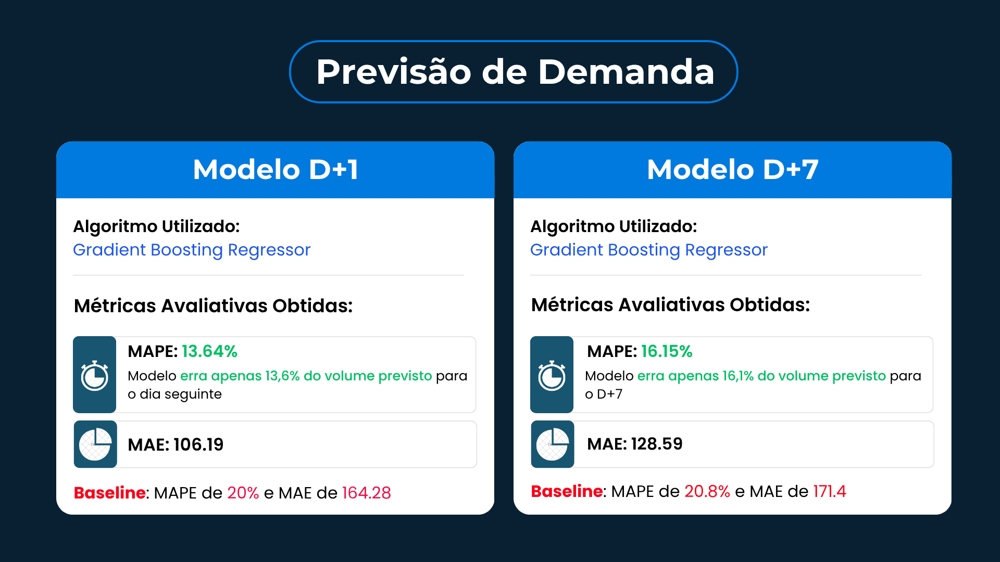 Previsão de Demanda
Modelo D+1
Algoritmo Utilizado:
Gradient Boosting Regressor
Métricas Avaliativas Obtidas:
MAPE: 13.64%
Modelo erra apenas 13,6% do volume previsto para
o dia seguinte
MAE: 106.19
Baseline: MAPE de 20% e MAE de 164.28
Modelo D+7
Algoritmo Utilizado:
Gradient Boosting Regressor
Métricas Avaliativas Obtidas:
MAPE: 16.15%
Modelo erra apenas 16,1% do volume previsto para
o D+7
MAE: 128.59
Baseline: MAPE de 20.8% e MAE de 171.4